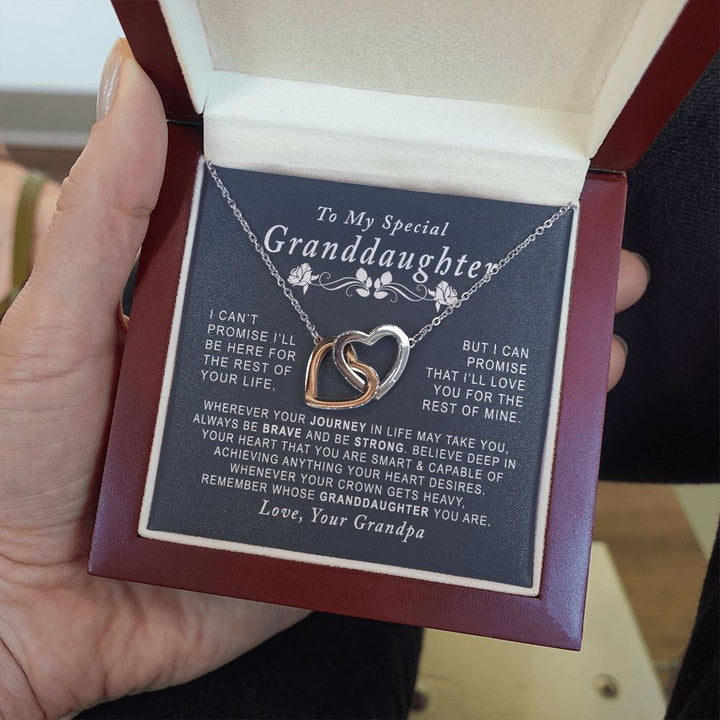 To My Special
Granddaughter
I CAN'T
PROMISE I'LL
BE HERE FOR
THE REST OF
YOUR LIFE.
BUT I CAN
PROMISE
THAT I'LL LOVE
YOU FOR THE
REST OF MINE.
WHEREVER YOUR JOURNEY IN LIFE MAY TAKE YOU,
ALWAYS BE BRAVE AND BE STRONG. BELIEVE DEEP IN
YOUR HEART THAT YOU ARE SMART & CAPABLE OF
ACHIEVING ANYTHING YOUR HEART DESIRES.
WHENEVER YOUR CROWN GETS HEAVY,
REMEMBER WHOSE GRANDDAUGHTER YOU ARE.
Love, Your Grandpa